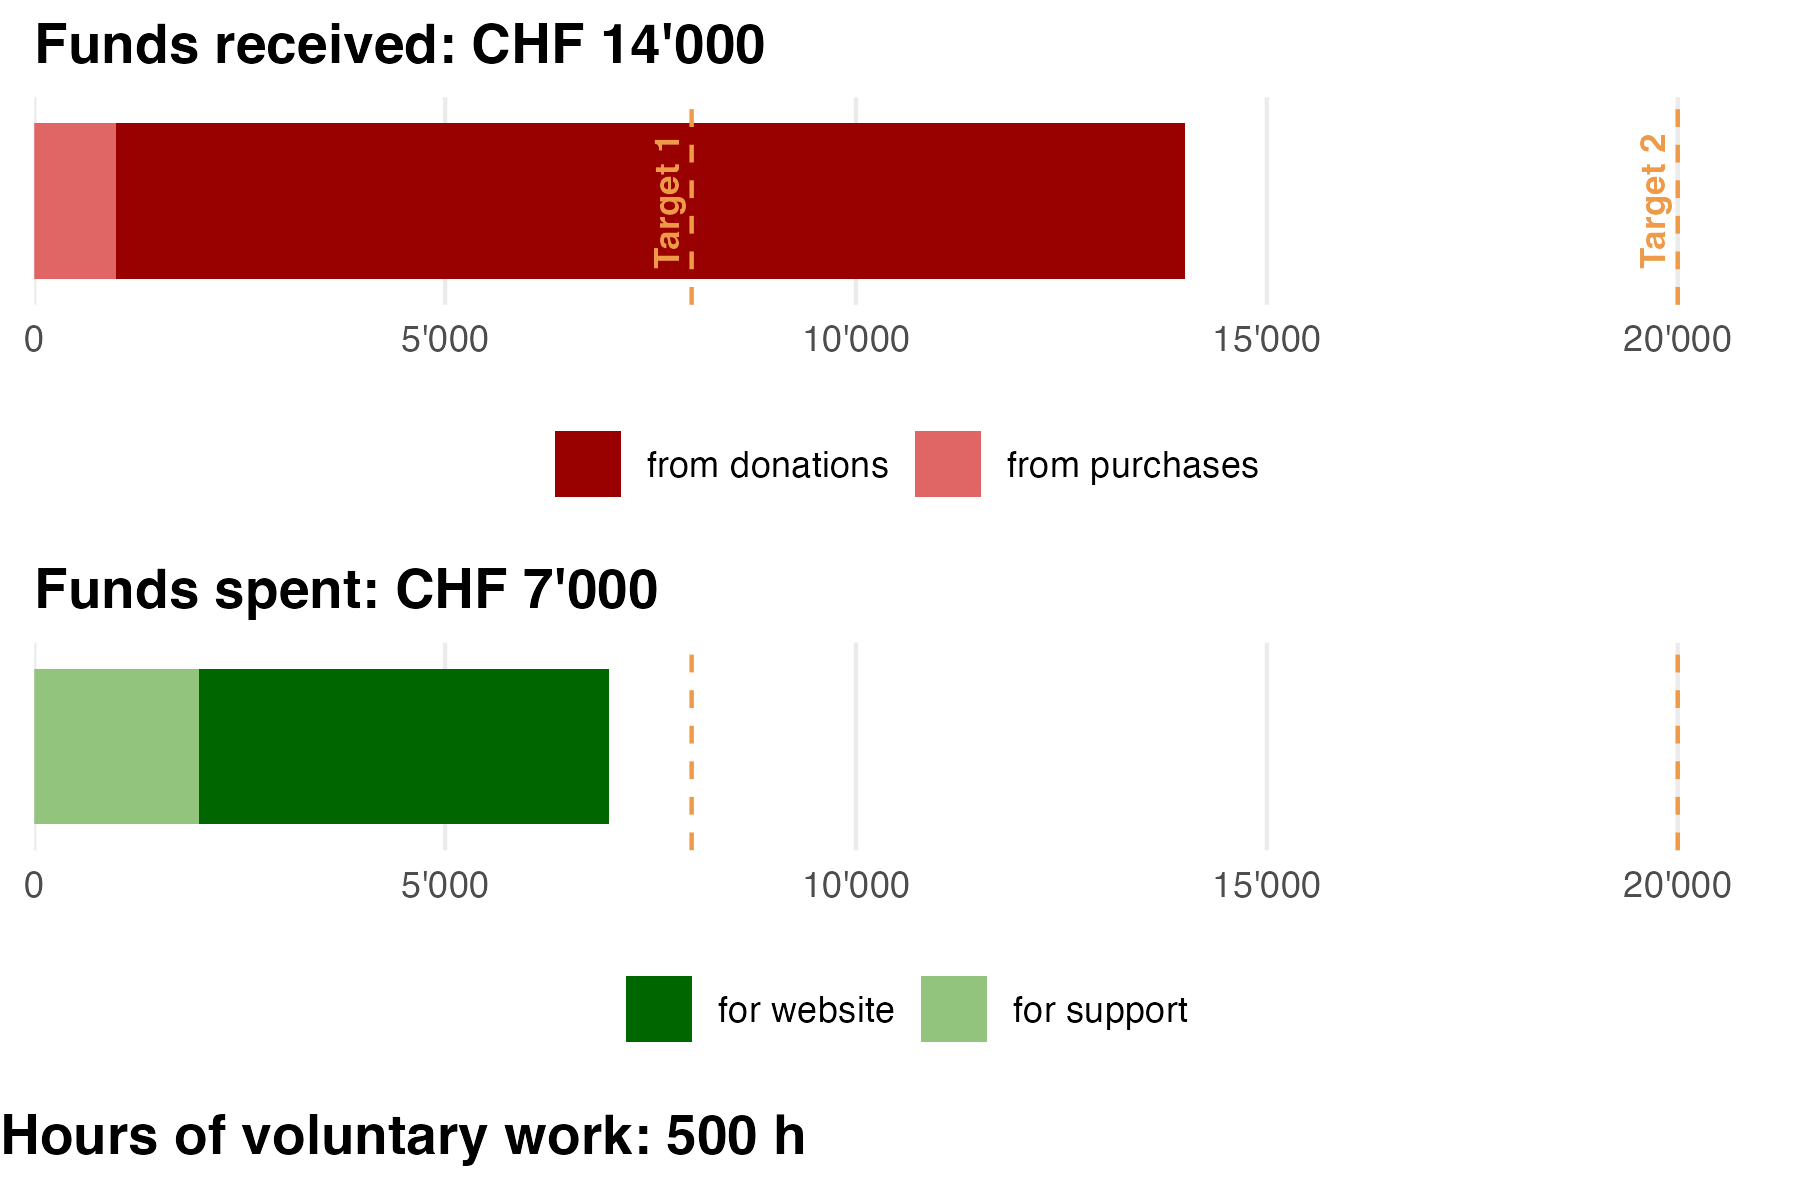 Funds received: CHF 14'000
Target 1
Target 2
0 5'000 10'000 15'000 20'000
from donations from purchases
Funds spent: CHF 7'000
0 5'000 10'000 15'000 20'000
for website for support
Hours of voluntary work: 500 h